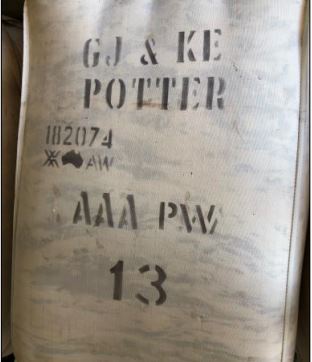 GJ & KE
POTTER
182074
AW
AAA PW
13